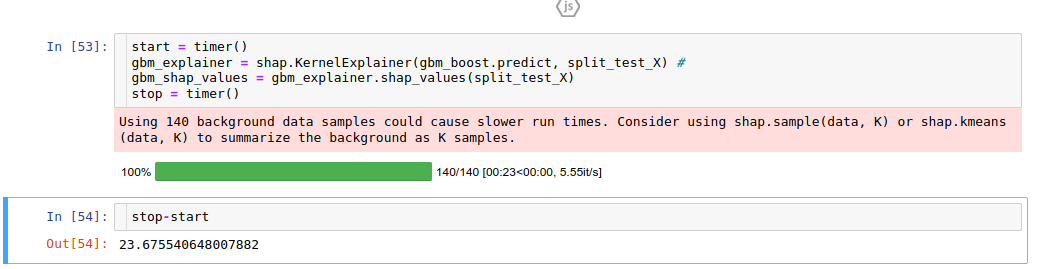 js
In [53]: start = timer()
gbm_explainer = shap.KernelExplainer(gbm_boost.predict, split_test_X) #
gbm_shap_values = gbm_explainer.shap_values(split_test_X)
stop = timer()
Using 140 background data samples could cause slower run times. Consider using shap.sample(data, K) or shap.kmeans
(data, K) to summarize the background as K samples.
100% 140/140 [00:23<00:00, 5.55it/s]
In [54]: stop-start
Out[54]: 23.675540648007882